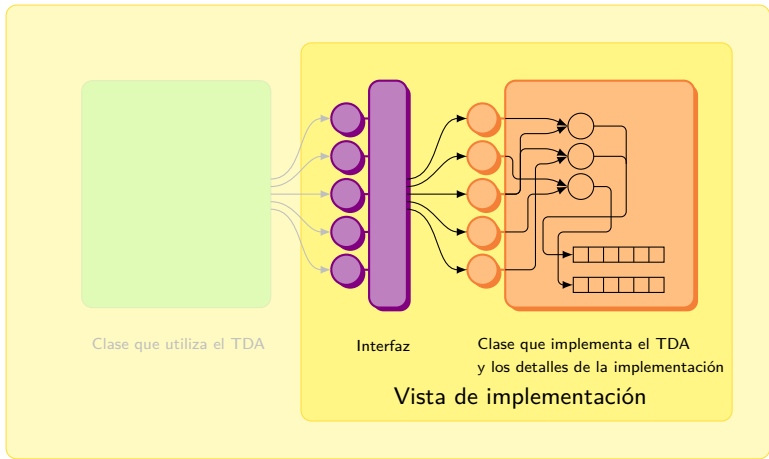 Clase que utiliza el TDA
Interfaz
Clase que implementa el TDA
y los detalles de la implementación
Vista de implementación